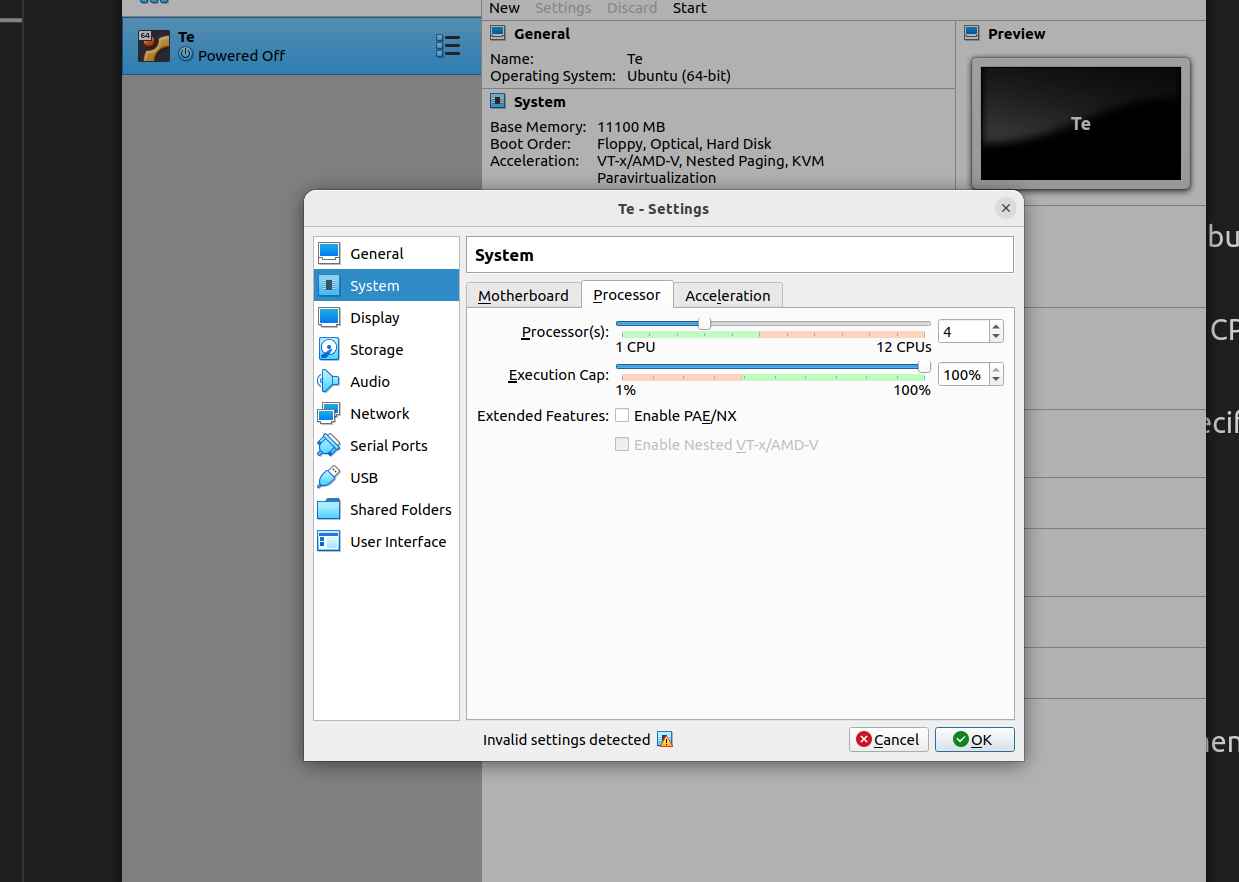 New Settings Discard Start
64
Te
Powered Off
General
Name: Te
Operating System: Ubuntu (64-bit)
System
Base Memory: 11100 MB
Boot Order: Floppy, Optical, Hard Disk
Acceleration: VT-x/AMD-V, Nested Paging, KVM
Paravirtualization
Preview
Te
Te - Settings
General
System
Display
Storage
Audio
Network
Serial Ports
USB
Shared Folders
User Interface
System
Motherboard Processor Acceleration
Processor(s): 4
1 CPU 12 CPUs
Execution Cap: 100%
1% 100%
Extended Features: Enable PAE/NX
Enable Nested VT-x/AMD-V
Invalid settings detected
Cancel OK